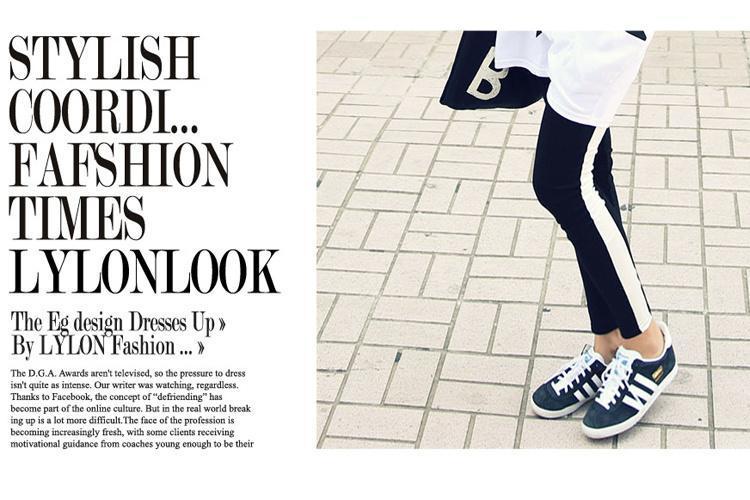 STYLISH
COORDI...
FAFSHION
TIMES
LYLONLOOK
The Eg design Dresses Up »
By LYLON Fashion ... »
The D.G.A. Awards aren't televised, so the pressure to dress
isn't quite as intense. Our writer was watching, regardless.
Thanks to Facebook, the concept of “defriending” has
become part of the online culture. But in the real world break
ing up is a lot more difficult.The face of the profession is
becoming increasingly fresh, with some clients receiving
motivational guidance from coaches young enough to be their
B